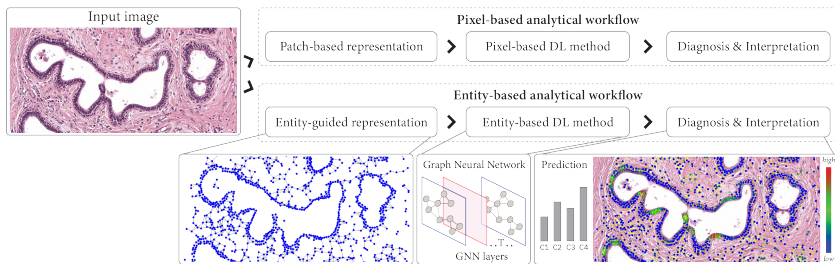 Input image
Pixel-based analytical workflow
Patch-based representation
Pixel-based DL method
Diagnosis & Interpretation
Entity-based analytical workflow
Entity-guided representation
Entity-based DL method
Diagnosis & Interpretation
Graph Neural Network
..T..
GNN layers
Prediction
C1 C2 C3 C4
high
low